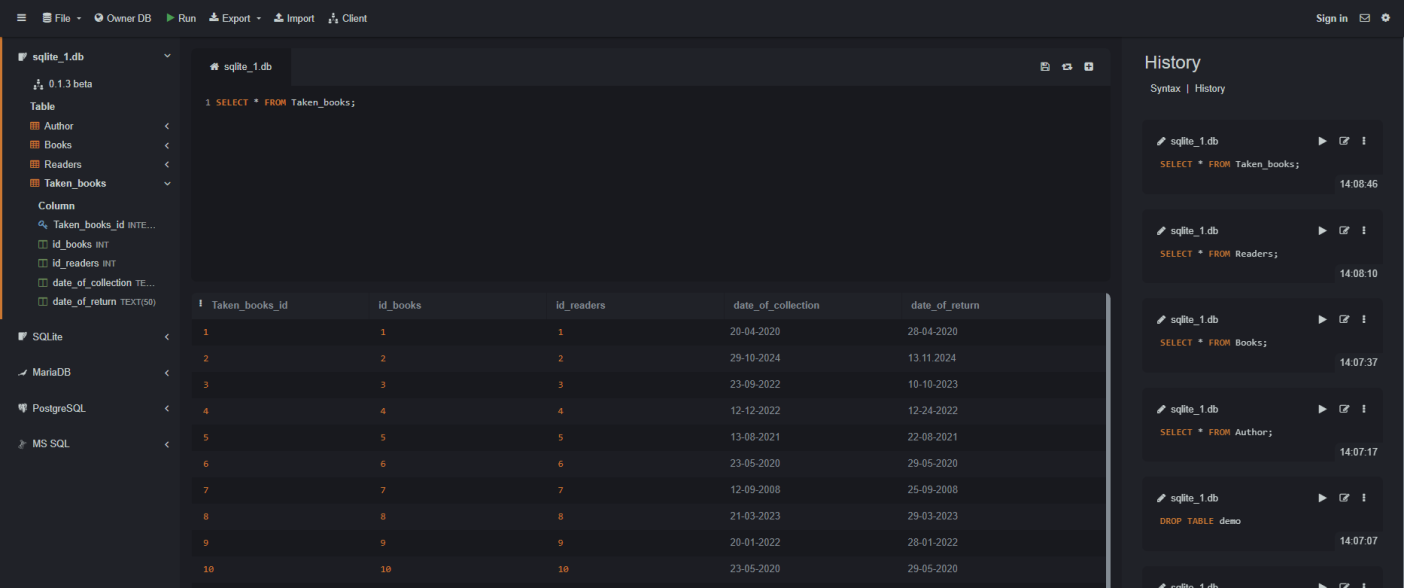 File Owner DB Run Export Import Client Sign in
sqlite_1.db
0.1.3 beta
Table
Author
Books
Readers
Taken_books
Column
Taken_books_id INTE...
id_books INT
id_readers INT
date_of_collection TE...
date_of_return TEXT(50)
SQLite
MariaDB
PostgreSQL
MS SQL
sqlite_1.db
1 SELECT * FROM Taken_books;
Taken_books_id id_books id_readers date_of_collection date_of_return
1 1 1 20-04-2020 28-04-2020
2 2 2 29-10-2024 13.11.2024
3 3 3 23-09-2022 10-10-2023
4 4 4 12-12-2022 12-24-2022
5 5 5 13-08-2021 22-08-2021
6 6 6 23-05-2020 29-05-2020
7 7 7 12-09-2008 25-09-2008
8 8 8 21-03-2023 29-03-2023
9 9 9 20-01-2022 28-01-2022
10 10 10 23-05-2020 29-05-2020
History
Syntax | History
sqlite_1.db
SELECT * FROM Taken_books;
14:08:46
sqlite_1.db
SELECT * FROM Readers;
14:08:10
sqlite_1.db
SELECT * FROM Books;
14:07:37
sqlite_1.db
SELECT * FROM Author;
14:07:17
sqlite_1.db
DROP TABLE demo
14:07:07
sqlite_1.db